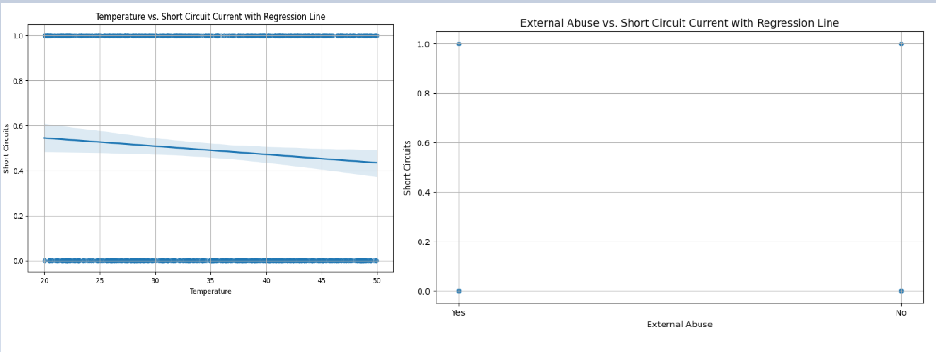 Temperature vs. Short Circuit Current with Regression Line
1.0
0.8
0.6
0.4
0.2
0.0
Short Circuits
20 25 30 35 40 45 50
Temperature
External Abuse vs. Short Circuit Current with Regression Line
1.0
0.8
0.6
0.4
0.2
0.0
Short Circuits
Yes No
External Abuse